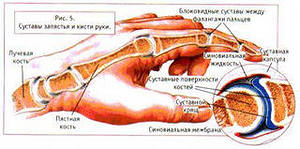 Рис. 5.
Суставы запястья и кисти руки.
Блоковидные суставы между
фалангами пальцев
Лучевая
кость
Синовиальная
жидкость
Суставная
капсула
Суставные поверхности
костей
Суставной
хрящ
Пястная
кость
Синовиальная мембрана